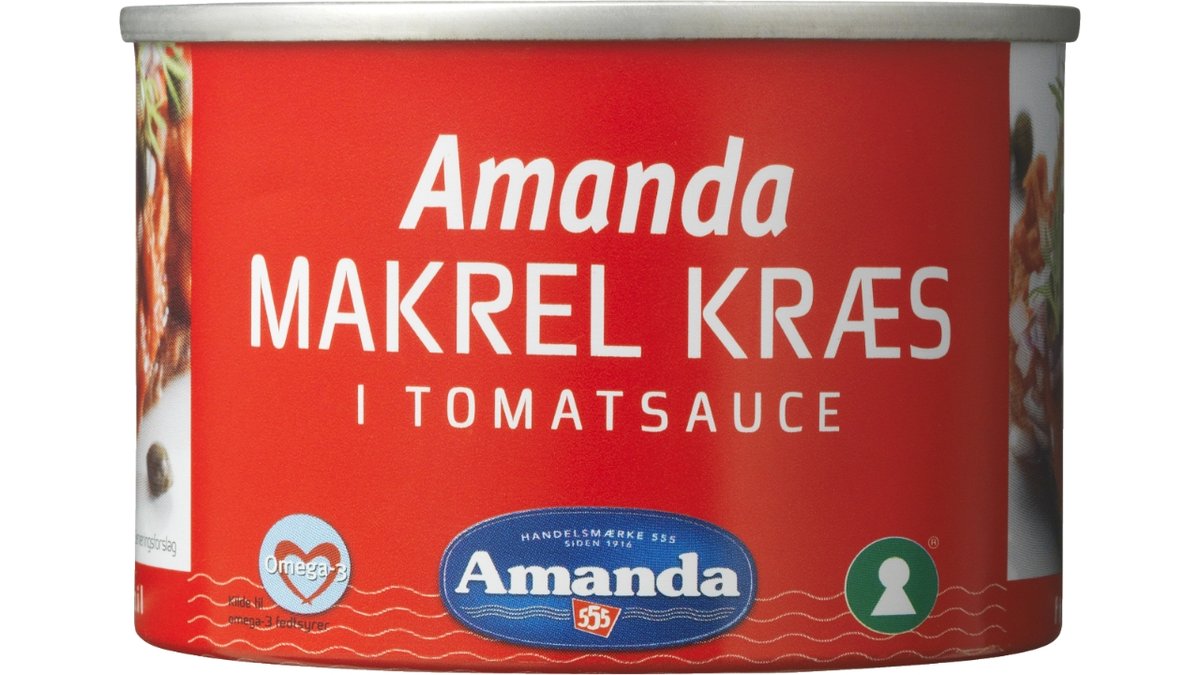 Amanda
MAKREL KRÆS
I TOMATSAUCE
Omega-3
Kilde til
omega-3 fedtsyrer
HANDELSMÆRKE 555
SIDEN 1916
Amanda
555
®